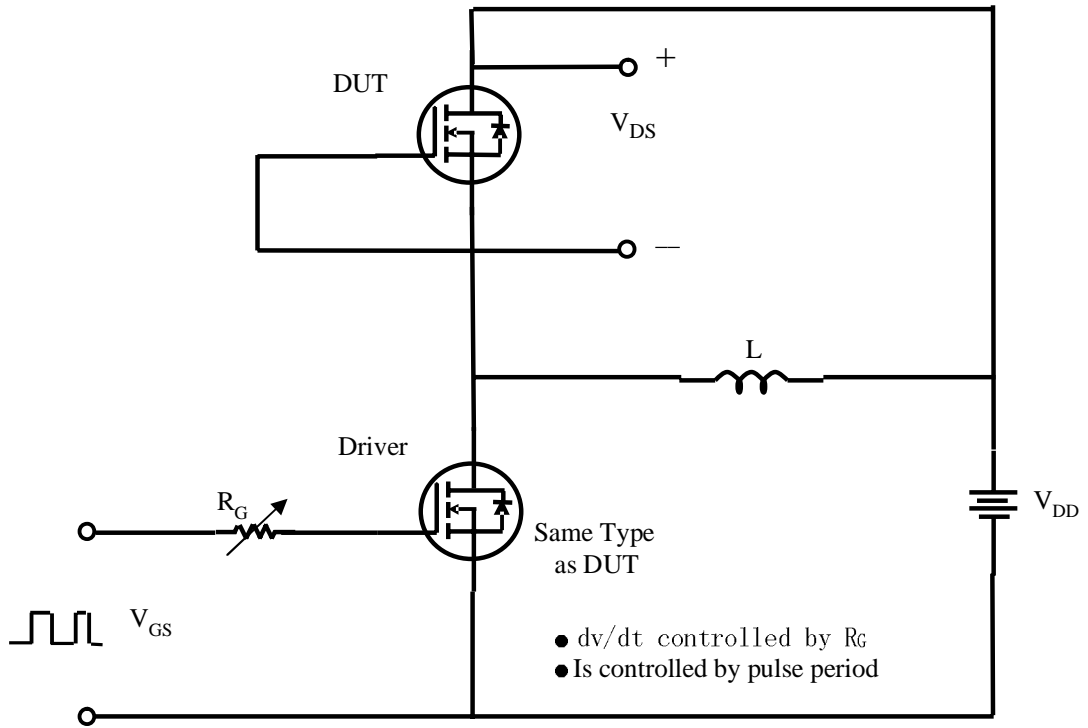 +
DUT
V_DS
—
L
Driver
R_G
V_DD
Same Type
as DUT
V_GS
● dv/dt controlled by RG
● Is controlled by pulse period